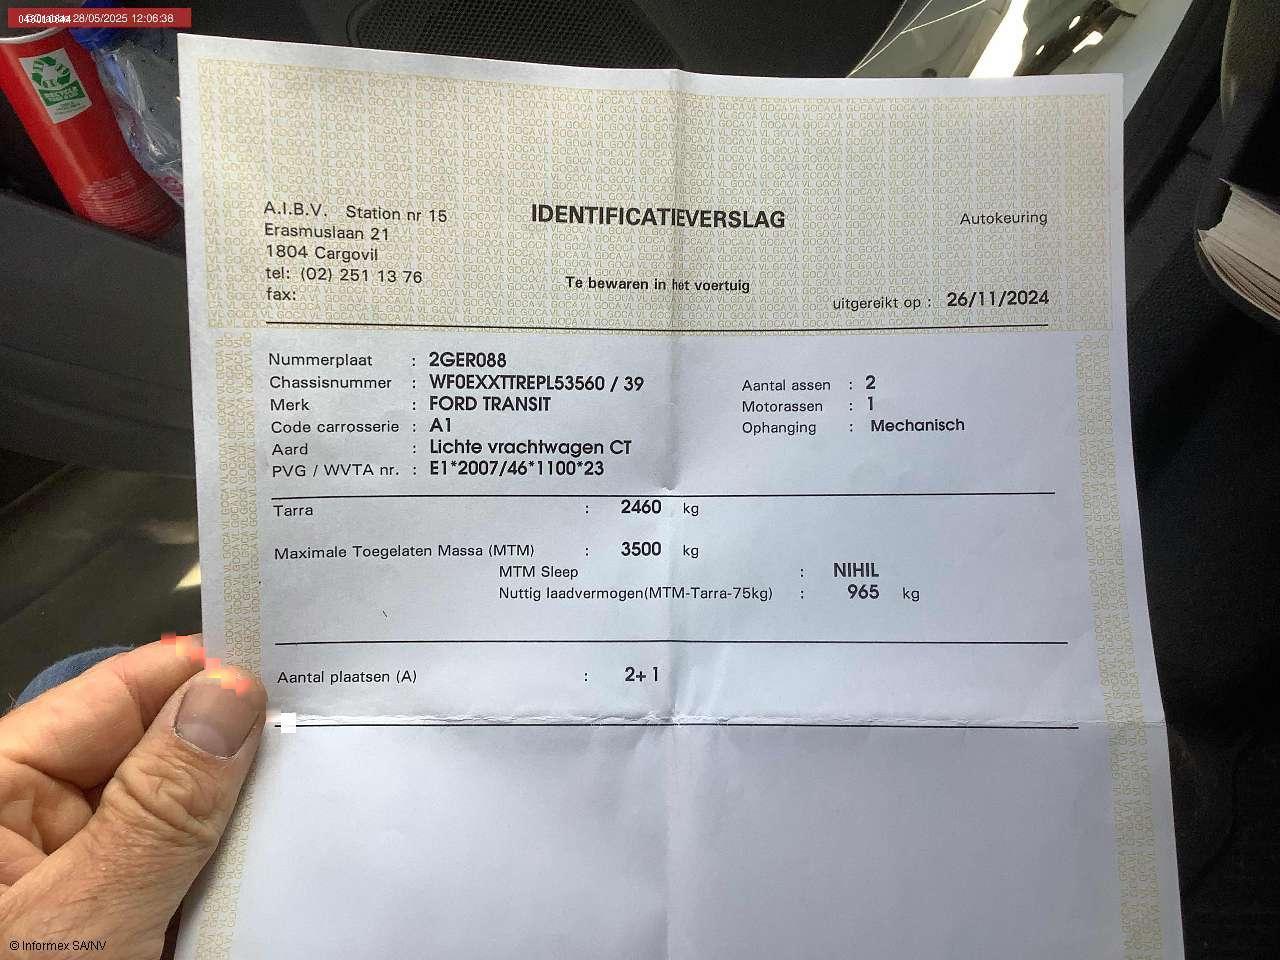 28/05/2025 12:06:38
RECYCLE
A.I.B.V. Station nr 15
Erasmuslaan 21
1804 Cargovil
tel: (02) 251 13 76
fax:
IDENTIFICATIEVERSLAG
Te bewaren in het voertuig
Autokeuring
uitgereikt op : 26/11/2024
Nummerplaat : 2GER088
Chassisnummer : WF0EXXTTREPL53560 / 39
Merk : FORD TRANSIT
Code carrosserie : A1
Aard : Lichte vrachtwagen CT
PVG / WVTA nr. : E1*2007/46*1100*23
Aantal assen : 2
Motorassen : 1
Ophanging : Mechanisch
Tarra : 2460 kg
Maximale Toegelaten Massa (MTM) : 3500 kg
MTM Sleep : NIHIL
Nuttig laadvermogen(MTM-Tarra-75kg) : 965 kg
Aantal plaatsen (A) : 2+1
© Informex SA/NV